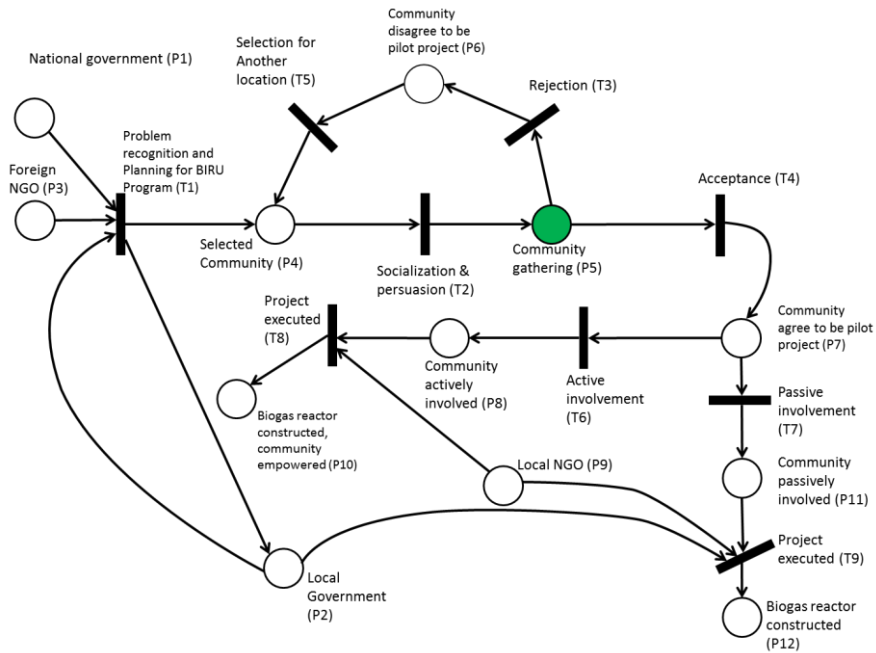 Community
disagree to be
pilot project (P6)
Selection for
Another
location (T5)
National government (P1)
Rejection (T3)
Problem
recognition and
Planning for BIRU
Program (T1)
Foreign
NGO (P3)
Acceptance (T4)
Selected
Community (P4)
Community
gathering (P5)
Socialization &
persuasion (T2)
Project
executed
(T8)
Community
agree to be pilot
project (P7)
Community
actively
involved (P8)
Active
involvement
(T6)
Passive
involvement
(T7)
Biogas reactor
constructed,
community
empowered (P10)
Local NGO (P9)
Community
passively
involved (P11)
Project
executed (T9)
Local
Government
(P2)
Biogas reactor
constructed
(P12)